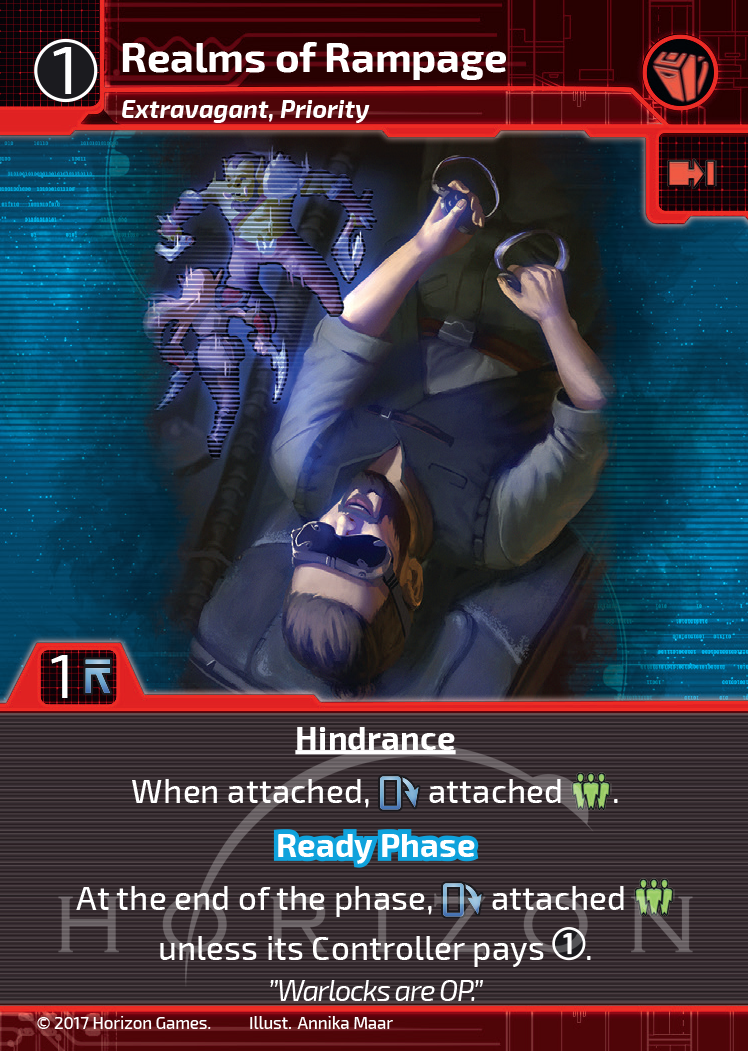 1
Realms of Rampage
Extravagant, Priority
1
Hindrance
When attached, attached .
Ready Phase
At the end of the phase, attached
unless its Controller pays 1.
HORIZON
"Warlocks are OP."
© 2017 Horizon Games. Illust. Annika Maar